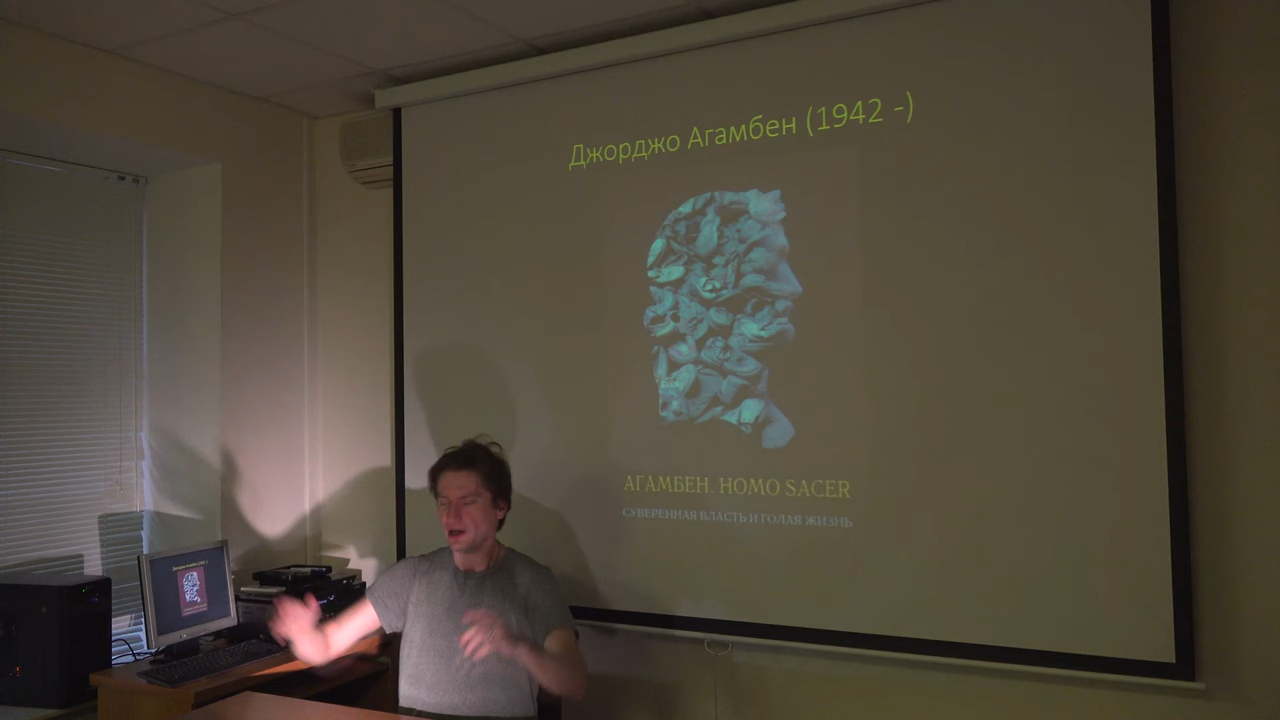 Джорджо Агамбен (1942 -)
АГАМБЕН. HOMO SACER
СУВЕРЕННАЯ ВЛАСТЬ И ГОЛАЯ ЖИЗНЬ